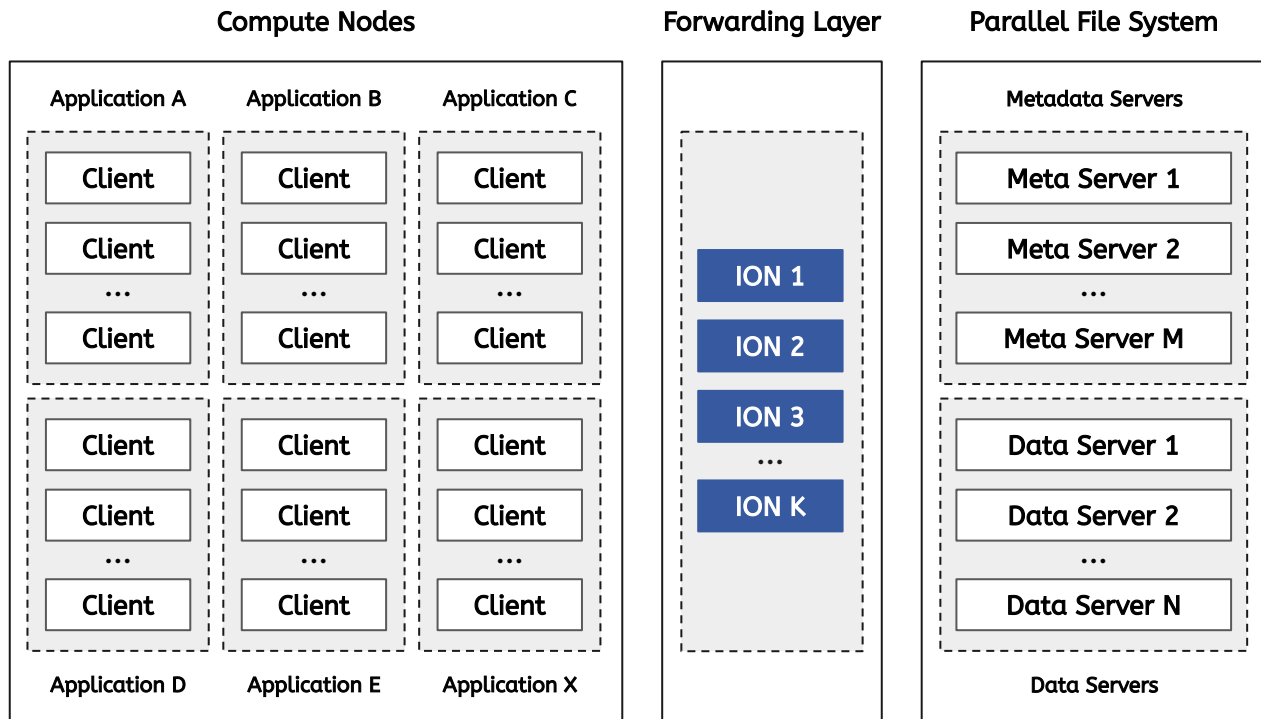 Compute Nodes
Forwarding Layer
Parallel File System
Application A
Application B
Application C
Client
Client
...
Client
Client
Client
...
Client
Client
Client
...
Client
Client
Client
...
Client
Client
Client
...
Client
Client
Client
...
Client
Application D
Application E
Application X
ION 1
ION 2
ION 3
...
ION K
Metadata Servers
Meta Server 1
Meta Server 2
...
Meta Server M
Data Server 1
Data Server 2
...
Data Server N
Data Servers